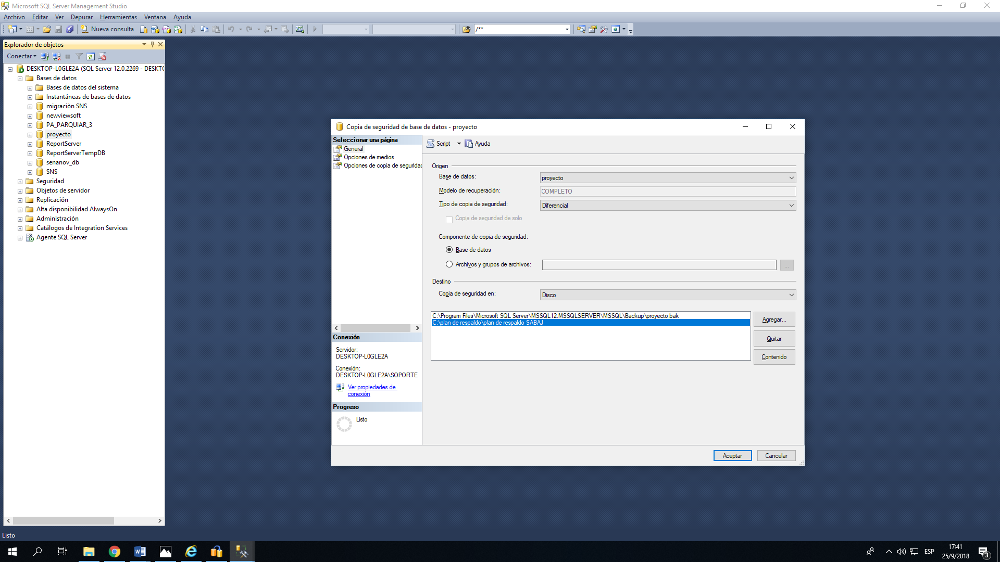 Microsoft SQL Server Management Studio
Archivo Editar Ver Depurar Herramientas Ventana Ayuda
Nueva consulta /**
Explorador de objetos
Conectar
DESKTOP-L0GLE2A (SQL Server 12.0.2269 - DESKT
Bases de datos
Bases de datos del sistema
Instantáneas de bases de datos
migraciòn SNS
newviewsoft
PA_PARQUIAR_3
proyecto
ReportServer
ReportServerTempDB
senanov_db
SNS
Seguridad
Objetos de servidor
Replicación
Alta disponibilidad AlwaysOn
Administración
Catálogos de Integration Services
Agente SQL Server
Copia de seguridad de base de datos - proyecto
Seleccionar una página
General
Opciones de medios
Opciones de copia de seguridad
Conexión
Servidor:
DESKTOP-L0GLE2A
Conexión:
DESKTOP-L0GLE2A\SOPORTE
Ver propiedades de
conexión
Progreso
Listo
Script Ayuda
Origen
Base de datos: proyecto
Modelo de recuperación: COMPLETO
Tipo de copia de seguridad: Diferencial
Copia de seguridad de solo
Componente de copia de seguridad:
Base de datos
Archivos y grupos de archivos: ...
Destino
Copia de seguridad en: Disco
C:\Program Files\Microsoft SQL Server\MSSQL12.MSSQLSERVER\MSSQL\Backup\proyecto.bak
C:\plan de respaldo\plan de respaldo SABAJ
Agregar...
Quitar
Contenido
Aceptar Cancelar
Listo
ESP
17:41
25/9/2018
3